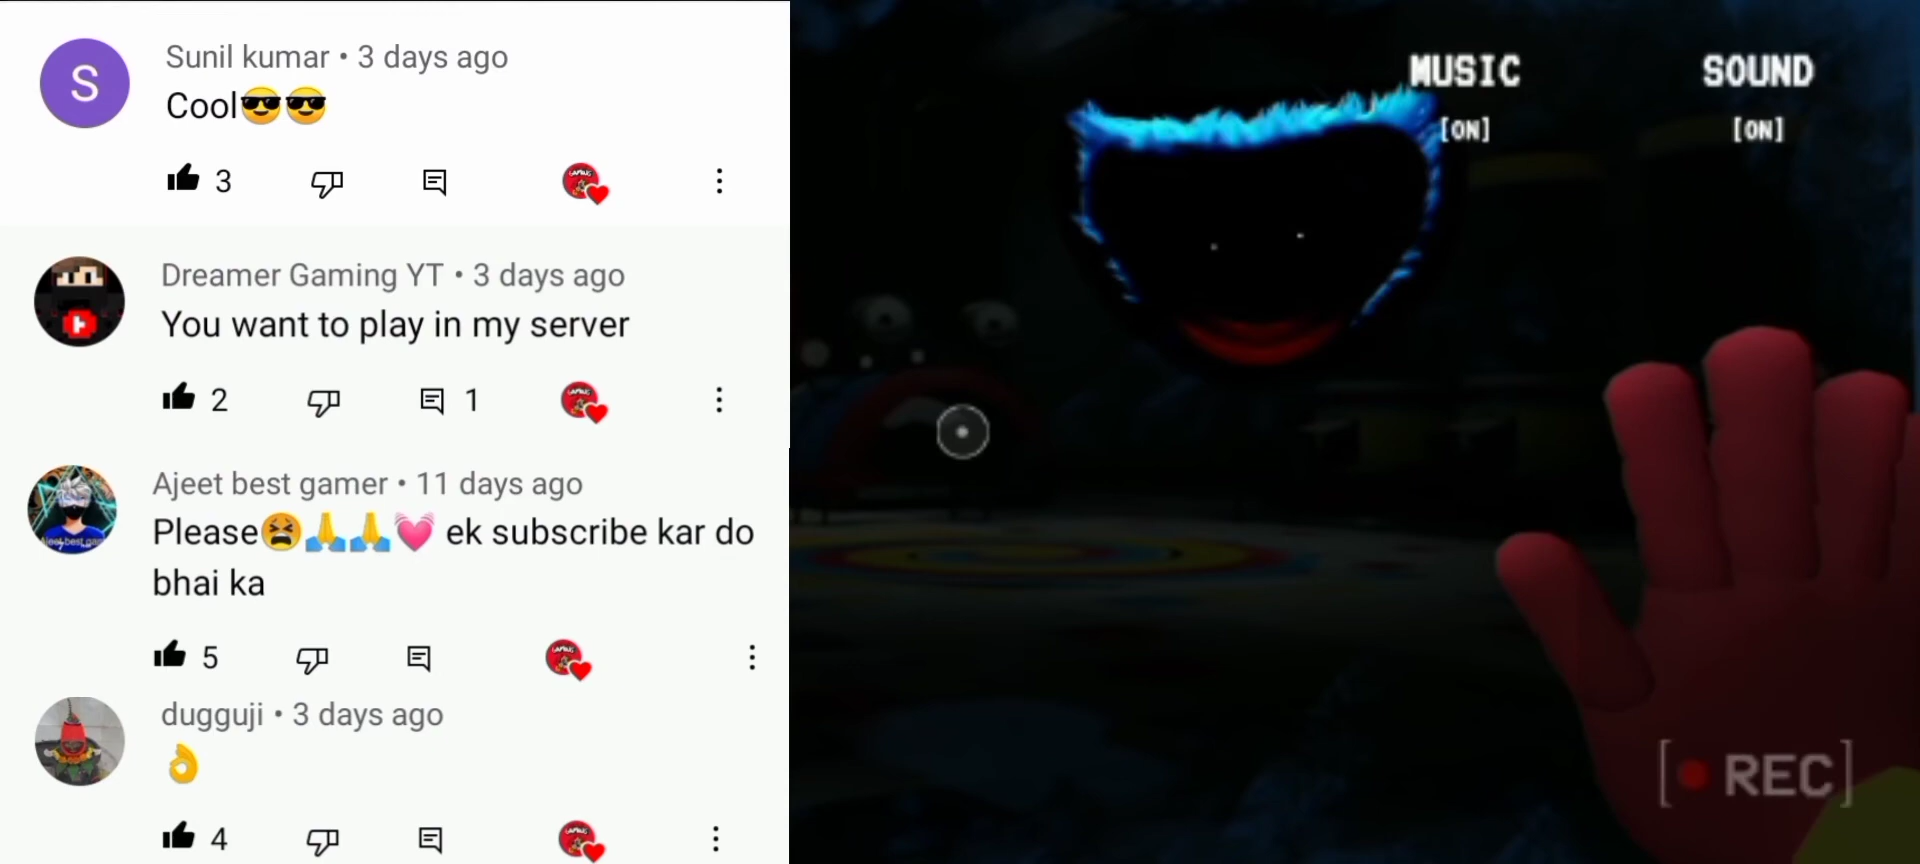 S
Sunil kumar • 3 days ago
Cool😎😎
3
Dreamer Gaming YT • 3 days ago
You want to play in my server
2
1
Ajeet best gamer • 11 days ago
Please😫🙏🙏💓 ek subscribe kar do
bhai ka
5
dugguji • 3 days ago
👌
4
MUSIC
[ON]
SOUND
[ON]
[• REC]